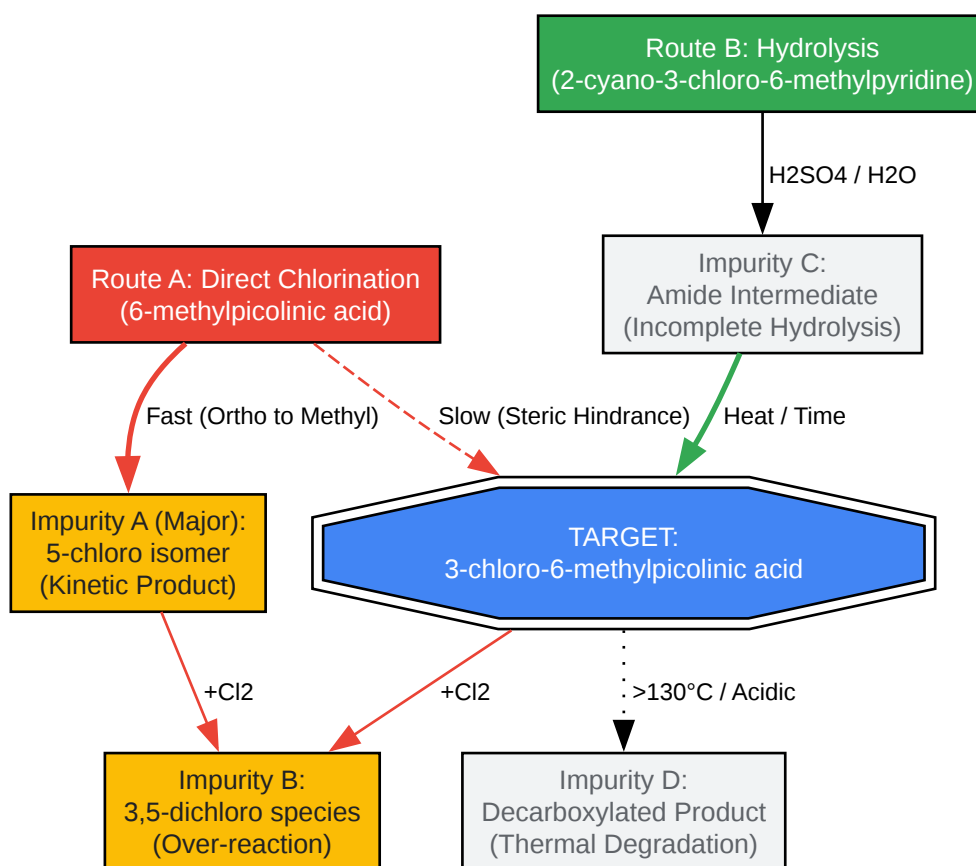 Route B: Hydrolysis
(2-cyano-3-chloro-6-methylpyridine)
H2SO4 / H2O
Route A: Direct Chlorination
(6-methylpicolinic acid)
Impurity C:
Amide Intermediate
(Incomplete Hydrolysis)
Fast (Ortho to Methyl)
Slow (Steric Hindrance)
Heat / Time
Impurity A (Major):
5-chloro isomer
(Kinetic Product)
TARGET:
3-chloro-6-methylpicolinic acid
+Cl2
+Cl2
>130°C / Acidic
Impurity B:
3,5-dichloro species
(Over-reaction)
Impurity D:
Decarboxylated Product
(Thermal Degradation)